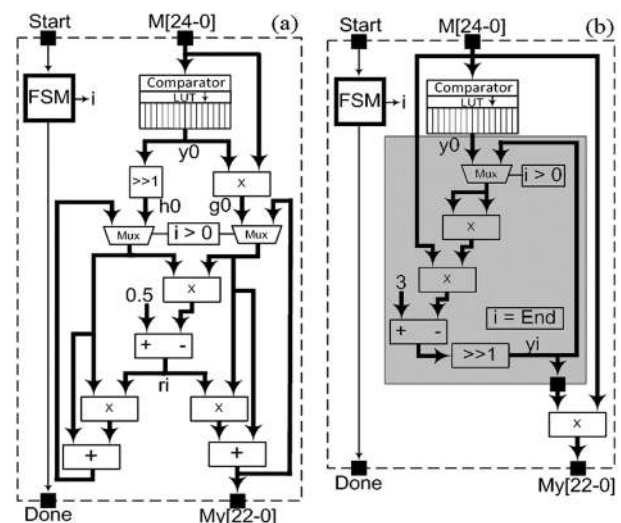 (a)
Start
M[24-0]
FSM
i
Comparator
LUT ↓
y0
>>1
x
h0
g0
Mux
i > 0
Mux
x
0.5
+ -
ri
x
x
+
+
Done
My[22-0]
(b)
Start
M[24-0]
FSM
i
Comparator
LUT ↓
y0
Mux
i > 0
x
x
3
+ -
i = End
>>1
yi
x
Done
My[22-0]